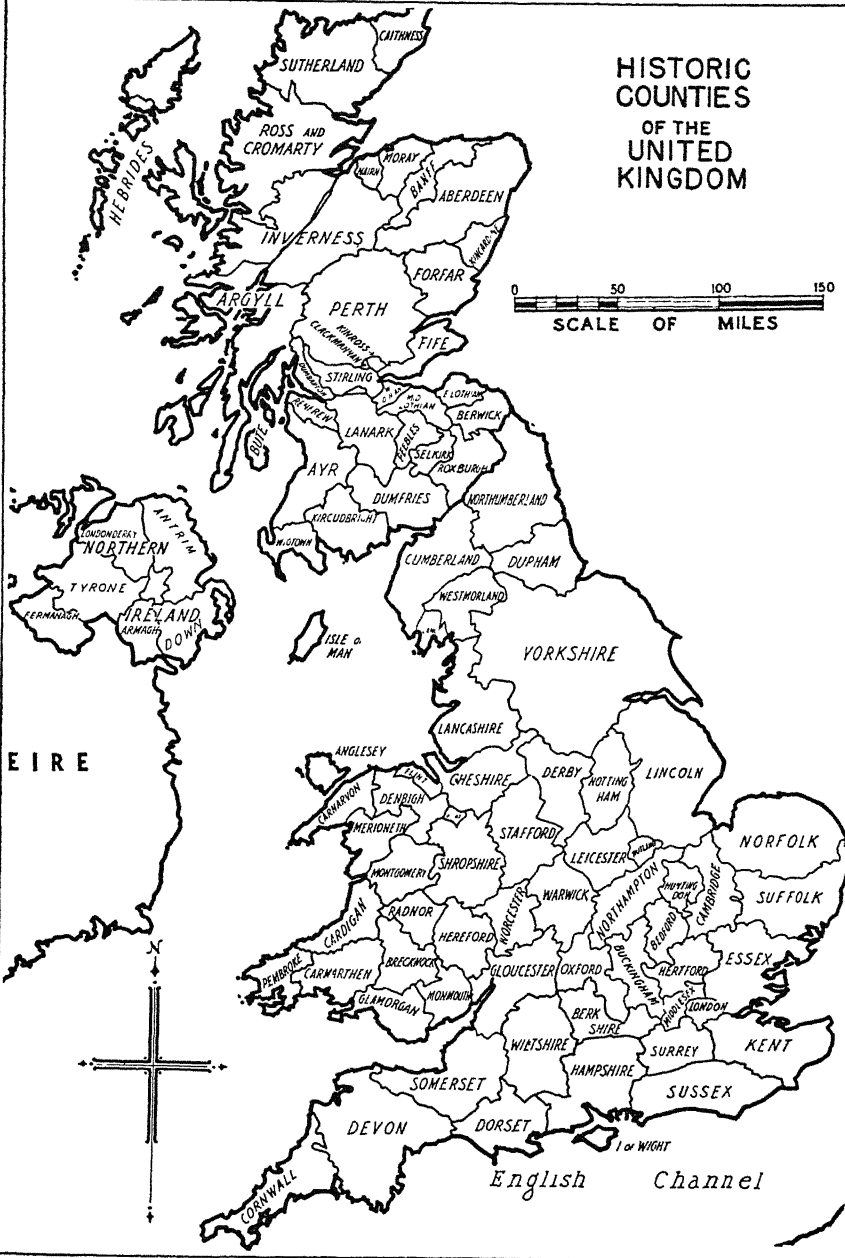 HISTORIC
COUNTIES
OF THE
UNITED
KINGDOM
0 50 100 150
SCALE OF MILES
CAITHNESS
SUTHERLAND
ROSS AND
CROMARTY
HEBRIDES
NAIRN
MORAY
BANFF
ABERDEEN
INVERNESS
KINCARDINE
FORFAR
ARGYLL
PERTH
KINROSS
CLACKMANNAN
FIFE
DUMBARTON
STIRLING
E LOTHIAN
MID
LOTHIAN
BERWICK
RENFREW
BUTE
LANARK
PEEBLES
SELKIRK
ROXBURGH
AYR
DUMFRIES
KIRCUDBRIGHT
WIGTOWN
NORTHUMBERLAND
LONDONDERRY
ANTRIM
NORTHERN
TYRONE
IRELAND
FERMANAGH
ARMAGH
DOWN
CUMBERLAND
DUPHAM
WESTMORLAND
ISLE o.
MAN
YORKSHIRE
LANCASHIRE
EIRE
ANGLESEY
FLINT
CARNARVON
DENBIGH
GHESHIRE
DERBY
NOTTING
HAM
LINCOLN
MERIONETH
STAFFORD
SHROPSHIRE
LEICESTER
RUTLAND
NORFOLK
MONTGOMERY
WORCESTER
WARWICK
NORTHAMPTON
HUNTING
DON
CAMBRIDGE
SUFFOLK
CARDIGAN
RADNOR
HEREFORD
BEDFORD
PEMBROKE
CARMARTHEN
BRECKNOCK
GLOUCESTER
OXFORD
BUCKINGHAM
HERTFORD
ESSEX
GLAMORGAN
MONMOUTH
MIDDLESEX
LONDON
BERK
SHIRE
WILTSHIRE
SURREY
KENT
HAMPSHIRE
SUSSEX
SOMERSET
DEVON
DORSET
I OF WIGHT
CORNWALL
English Channel
N